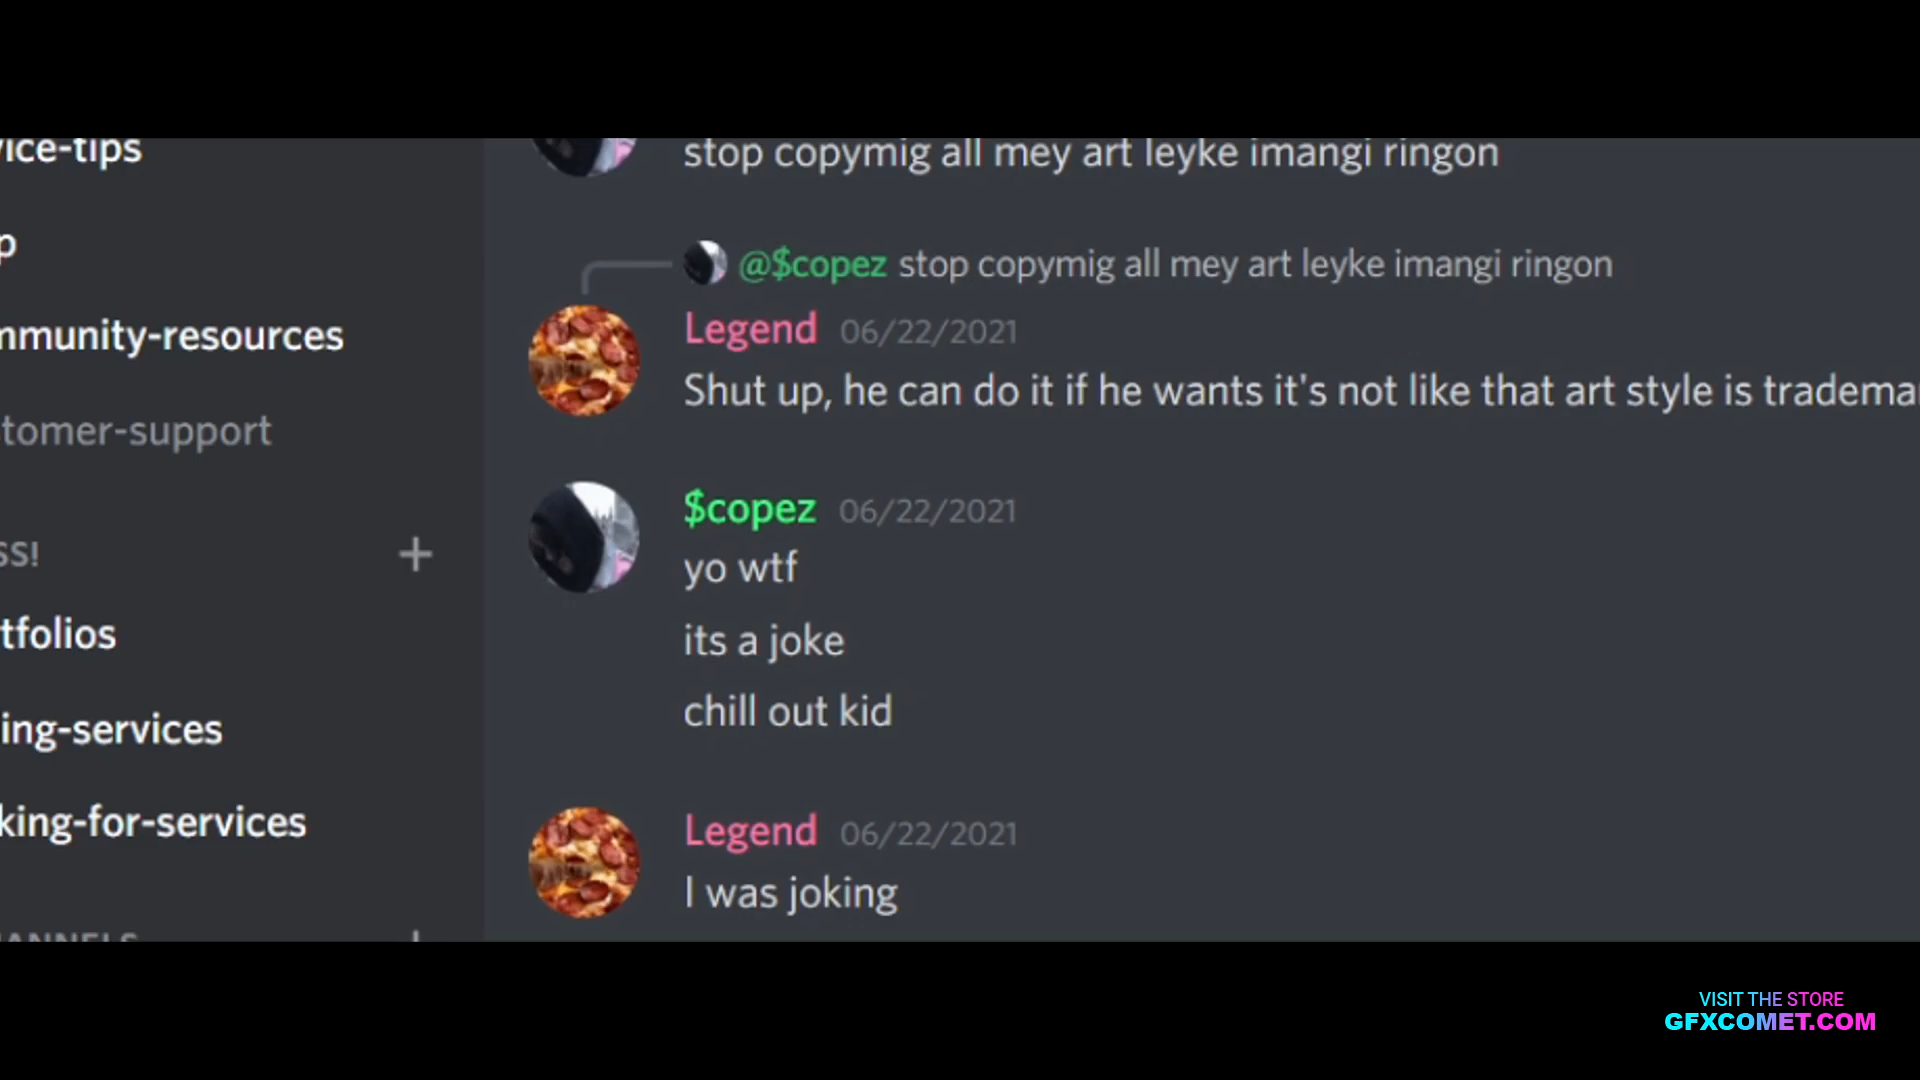 vice-tips
p
mmunity-resources
tomer-support
SS!
tfolios
ing-services
king-for-services
HANNELS
stop copymig all mey art leyke imangi ringon
@$copez stop copymig all mey art leyke imangi ringon
Legend 06/22/2021
Shut up, he can do it if he wants it's not like that art style is tradema
$copez 06/22/2021
yo wtf
its a joke
chill out kid
Legend 06/22/2021
I was joking
VISIT THE STORE
GFXCOMET.COM